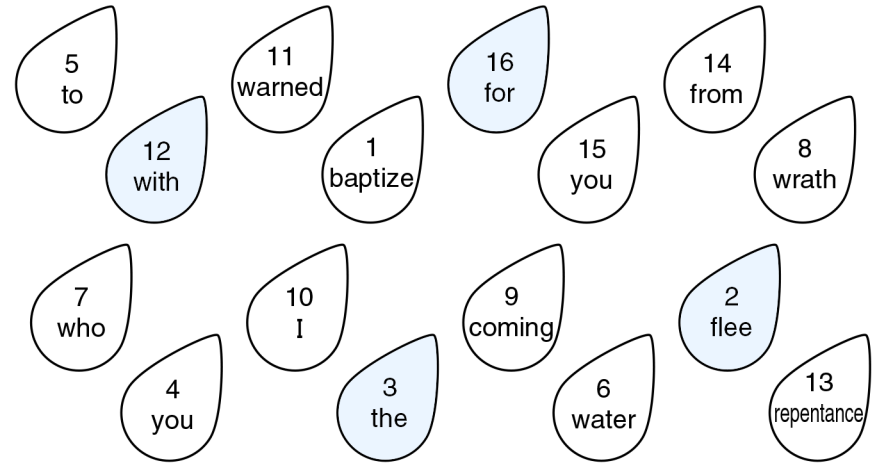 5
to
11
warned
16
for
14
from
12
with
1
baptize
15
you
8
wrath
7
who
10
I
9
coming
2
flee
4
you
3
the
6
water
13
repentance